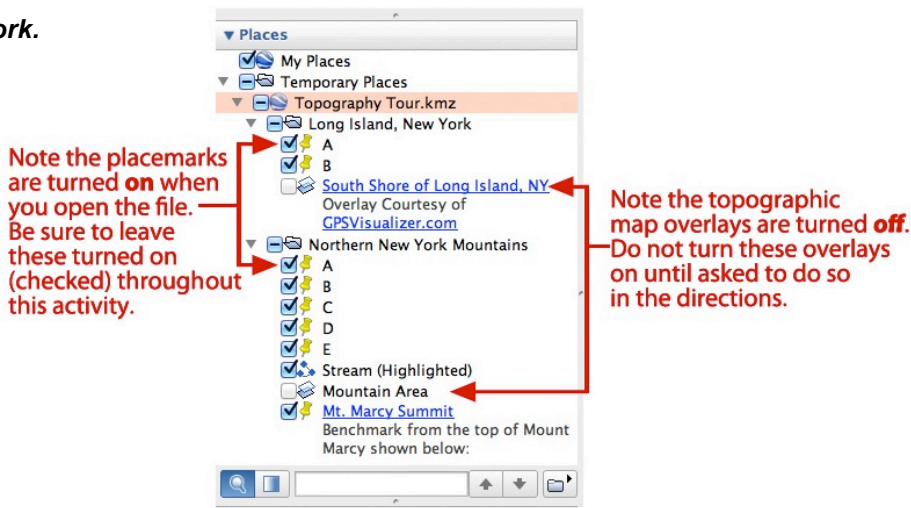 ork.
Places
My Places
Temporary Places
Topography Tour.kmz
Long Island, New York
A
B
South Shore of Long Island, NY
Overlay Courtesy of
GPSVisualizer.com
Northern New York Mountains
A
B
C
D
E
Stream (Highlighted)
Mountain Area
Mt. Marcy Summit
Benchmark from the top of Mount
Marcy shown below:
Note the placemarks
are turned on when
you open the file.
Be sure to leave
these turned on
(checked) throughout
this activity.
Note the topographic
map overlays are turned off.
Do not turn these overlays
on until asked to do so
in the directions.